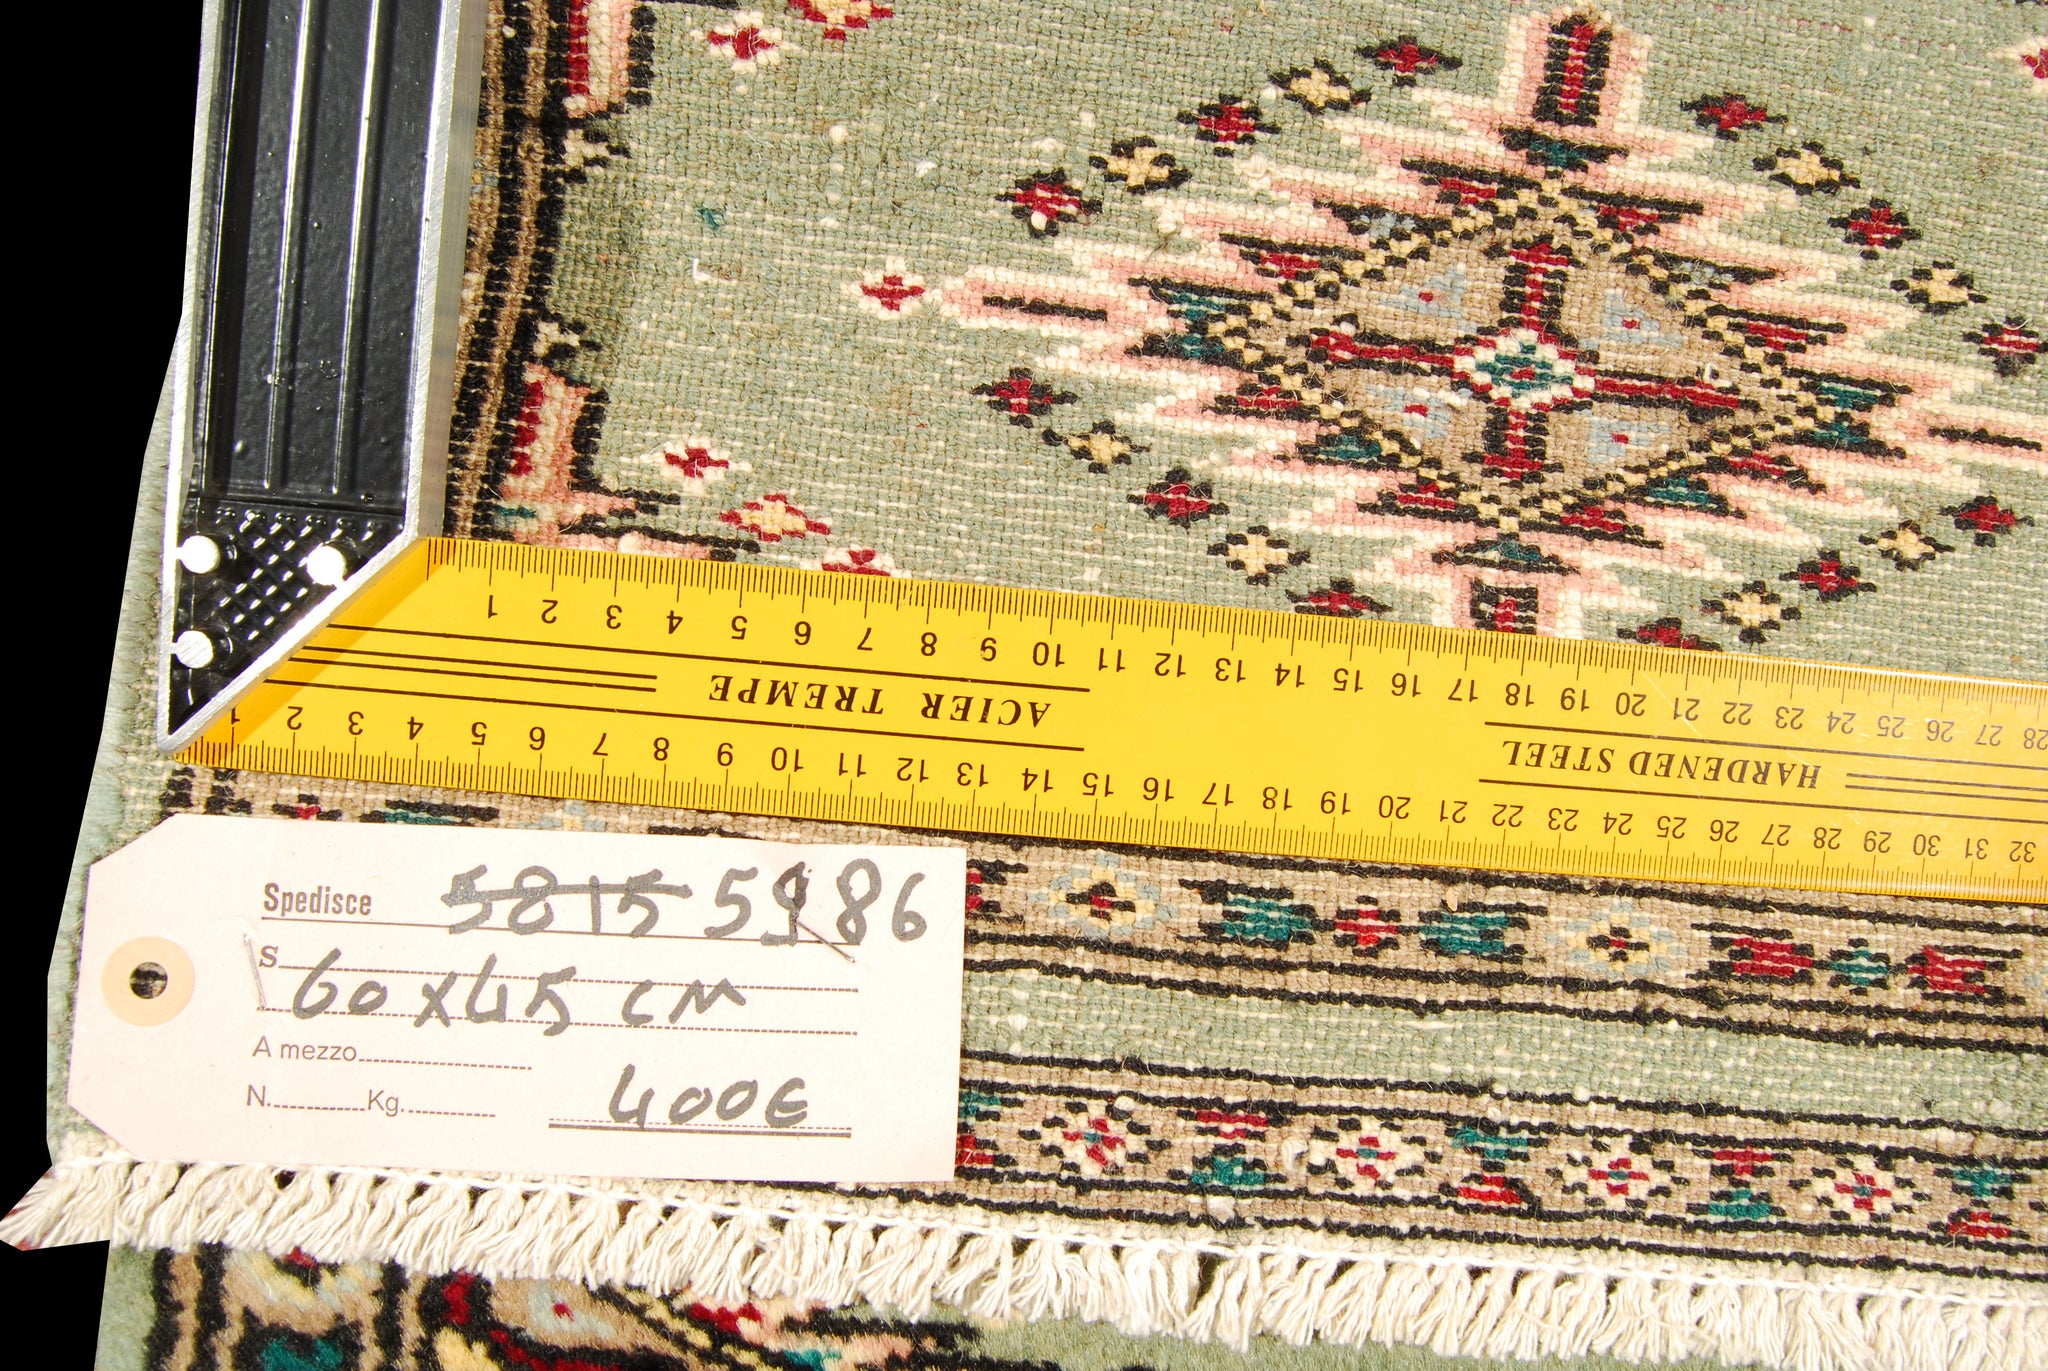 1 2 3 4 5 6 7 8 9 10 11 12 13 14 15 16 17 18 19 20 21 22 23 24 25 26 27 28
ACIER TREMPE
HARDENED STEEL
1 2 3 4 5 6 7 8 9 10 11 12 13 14 15 16 17 18 19 20 21 22 23 24 25 26 27 28 29 30 31 32
Spedisce 5815 5986
S
60x45 CM
A mezzo
N. Kg. 400€